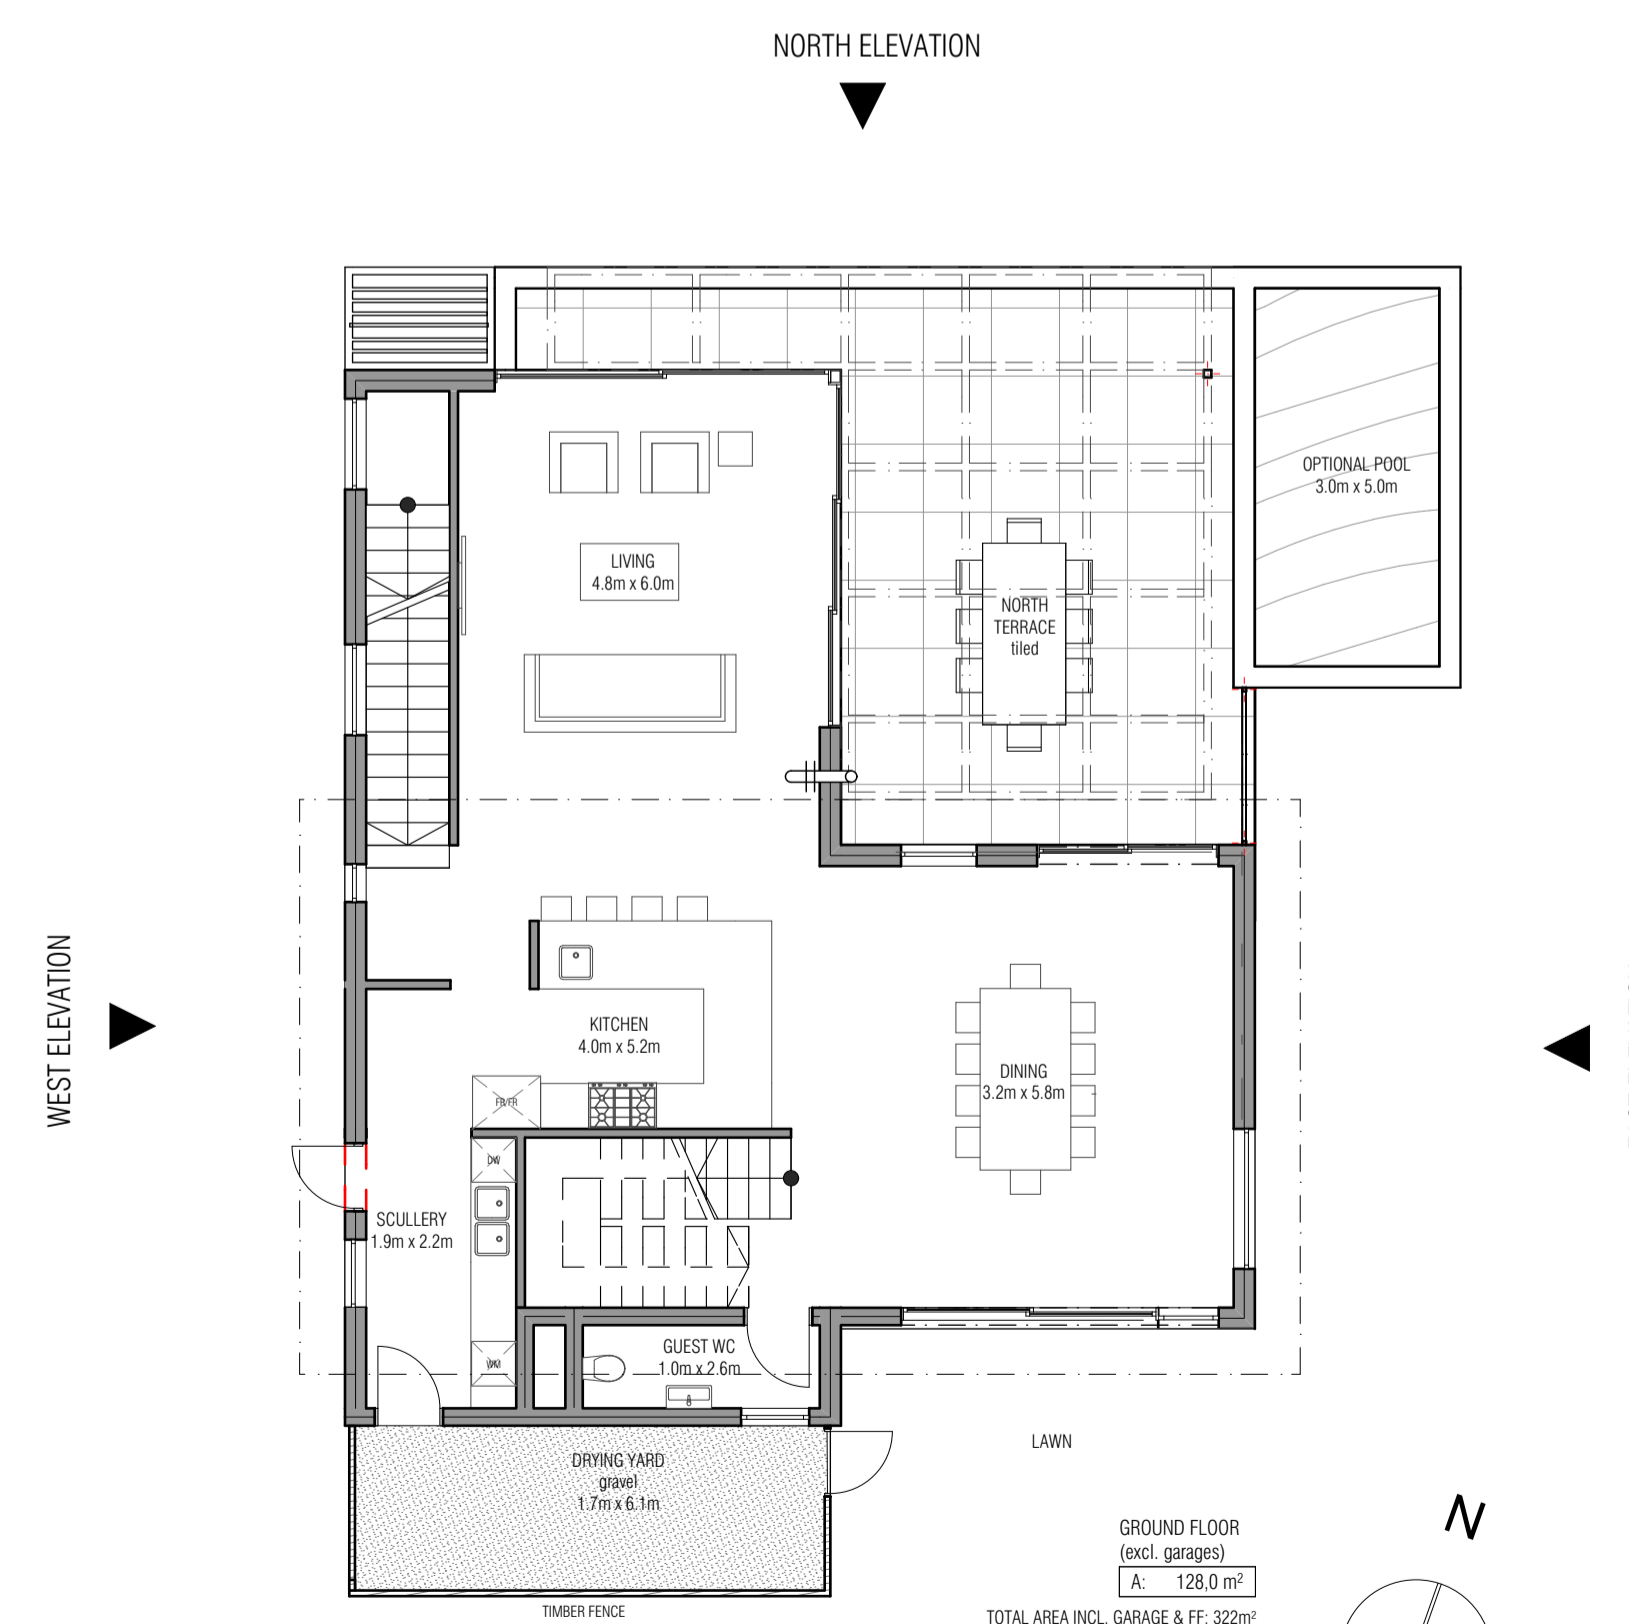 NORTH ELEVATION
OPTIONAL POOL
3.0m x 5.0m
LIVING
4.8m x 6.0m
NORTH
TERRACE
tiled
WEST ELEVATION
KITCHEN
4.0m x 5.2m
DINING
3.2m x 5.8m
FR/FR
DW
SCULLERY
1.9m x 2.2m
WM
GUEST WC
1.0m x 2.6m
LAWN
DRYING YARD
gravel
1.7m x 6.1m
N
GROUND FLOOR
(excl. garages)
A: 128,0 m²
TIMBER FENCE
TOTAL AREA INCL. GARAGE & FF: 322m²